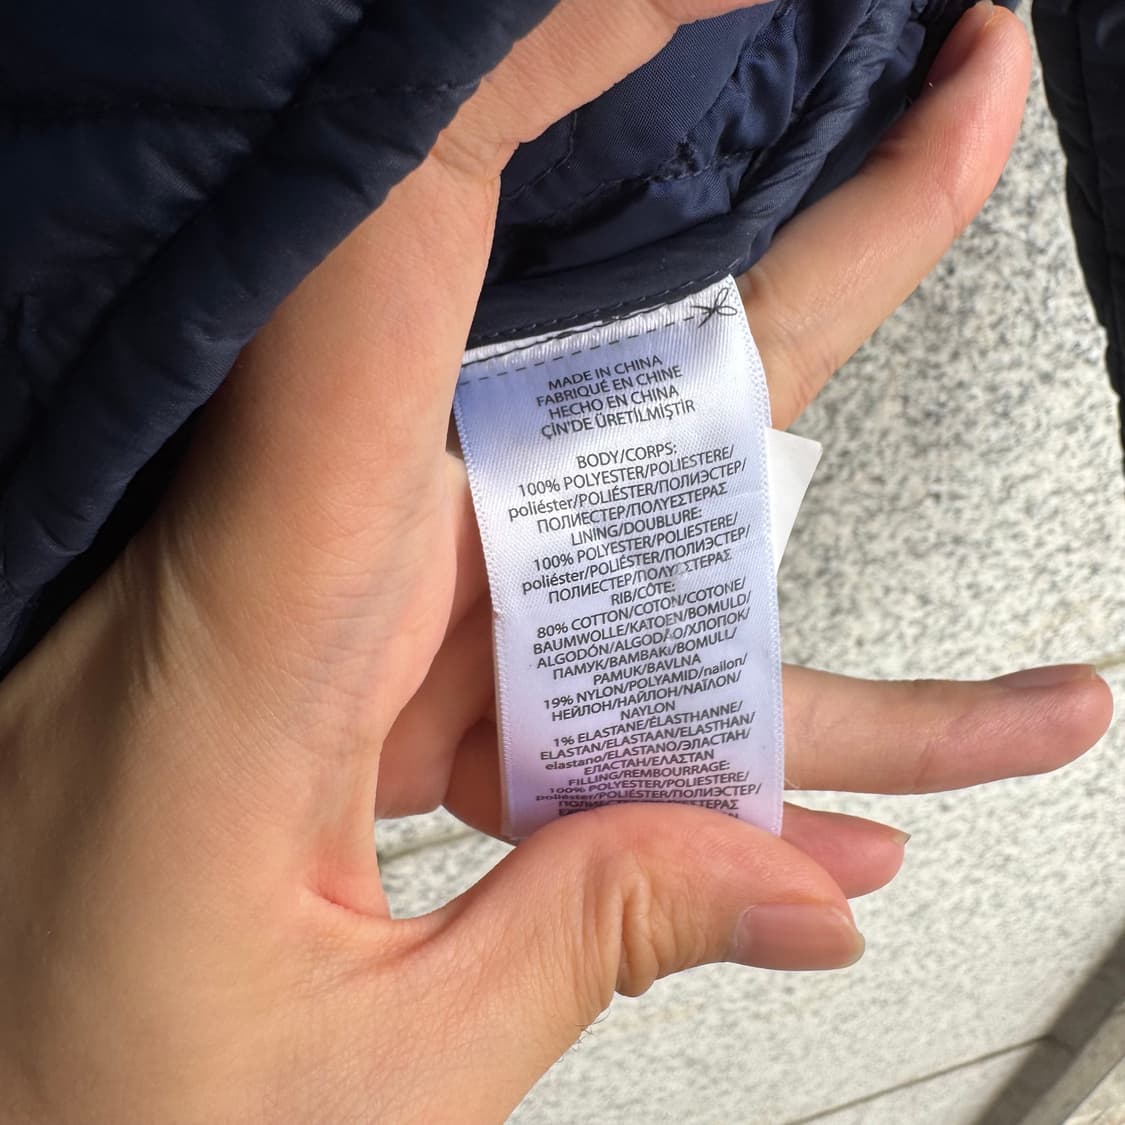 MADE IN CHINA
FABRIQUÉ EN CHINE
HECHO EN CHINA
ÇİN'DE ÜRETİLMİŞTİR
BODY/CORPS:
100% POLYESTER/POLIESTERE/
poliéster/POLIÉSTER/ПОЛИЭСТЕР/
ПОЛИЕСТЕР/ΠΟΛΥΕΣΤΕΡΑΣ
LINING/DOUBLURE:
100% POLYESTER/POLIESTERE/
poliéster/POLIÉSTER/ПОЛИЭСТЕР/
ПОЛИЕСТЕР/ΠΟΛΥΕΣΤΕΡΑΣ
RIB/CÔTE:
80% COTTON/COTON/COTONE/
BAUMWOLLE/KATOEN/BOMULD/
ALGODÓN/ALGODÃO/ХЛОПОК/
ПАМУК/ΒΑΜΒΑΚΙ/BOMULL/
PAMUK/BAVLNA
19% NYLON/POLYAMID/nailon/
НЕЙЛОН/НАЙЛОН/ΝΑΪΛΟΝ/
NAYLON
1% ELASTANE/ÉLASTHANNE/
ELASTAN/ELASTAAN/ELASTHAN/
elastano/ELASTANO/ЭЛАСТАН/
ЕЛАСТАН/ΕΛΑΣΤΑΝ
FILLING/REMBOURRAGE:
100% POLYESTER/POLIESTERE/
poliéster/POLIÉSTER/ПОЛИЭСТЕР/